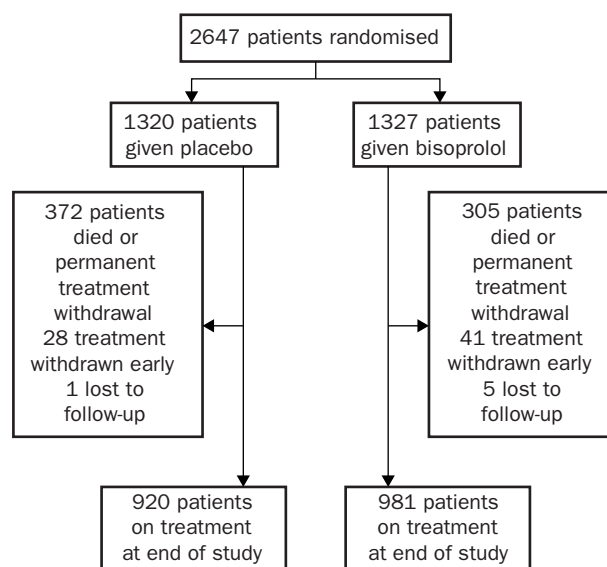 2647 patients randomised
1320 patients
given placebo
1327 patients
given bisoprolol
372 patients
died or
permanent
treatment
withdrawal
28 treatment
withdrawn early
1 lost to
follow-up
305 patients
died or
permanent
treatment
withdrawal
41 treatment
withdrawn early
5 lost to
follow-up
920 patients
on treatment
at end of study
981 patients
on treatment
at end of study